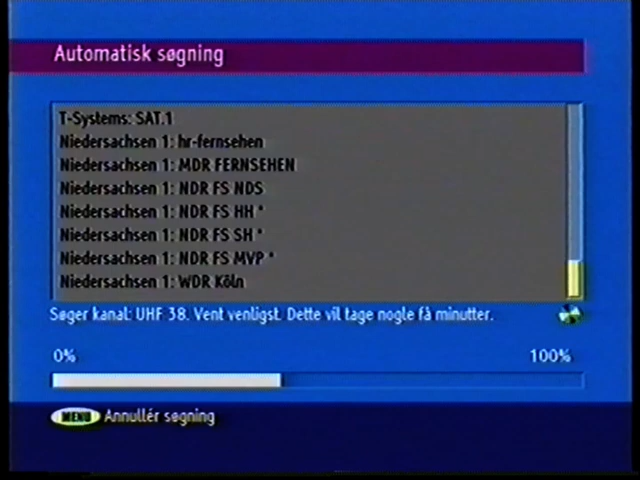 Automatisk søgning
T-Systems: SAT.1
Niedersachsen 1: hr-fernsehen
Niedersachsen 1: MDR FERNSEHEN
Niedersachsen 1: NDR FS NDS
Niedersachsen 1: NDR FS HH *
Niedersachsen 1: NDR FS SH *
Niedersachsen 1: NDR FS MVP *
Niedersachsen 1: WDR Köln
Søger kanal: UHF 38. Vent venligst. Dette vil tage nogle få minutter.
0% 100%
MENU Annullér søgning